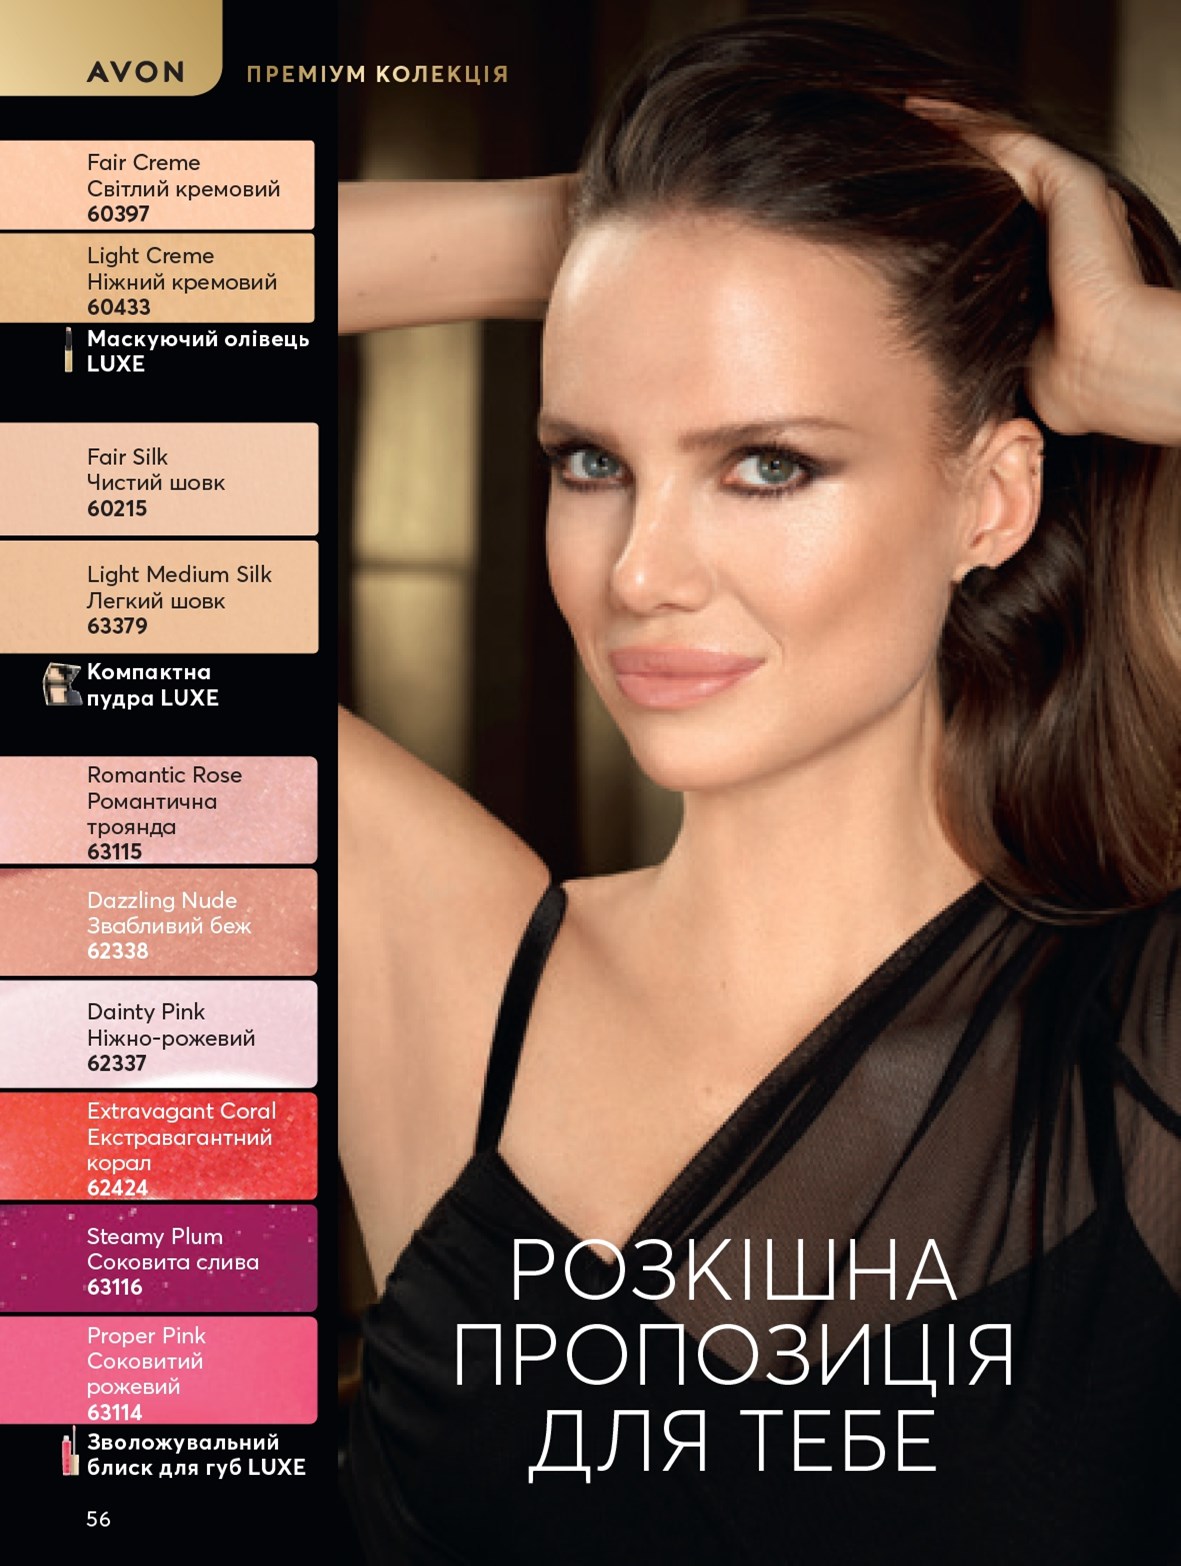 AVON
ПРЕМІУМ КОЛЕКЦІЯ
Fair Creme
Світлий кремовий
60397
Light Creme
Ніжний кремовий
60433
Маскуючий олівець
LUXE
Fair Silk
Чистий шовк
60215
Light Medium Silk
Легкий шовк
63379
Компактна
пудра LUXE
Romantic Rose
Романтична
троянда
63115
Dazzling Nude
Звабливий беж
62338
Dainty Pink
Ніжно-рожевий
62337
Extravagant Coral
Екстравагантний
корал
62424
Steamy Plum
Соковита слива
63116
Proper Pink
Соковитий
рожевий
63114
Зволожувальний
блиск для губ LUXE
РОЗКІШНА
ПРОПОЗИЦІЯ
ДЛЯ ТЕБЕ
56